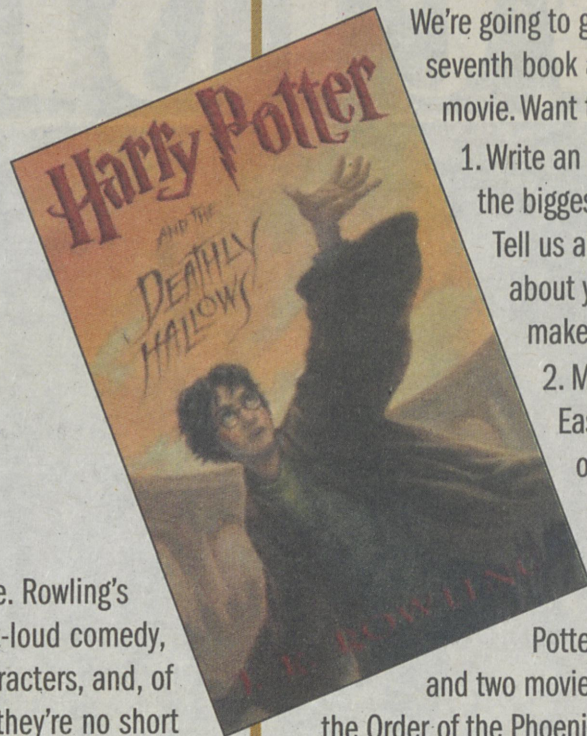 Harry Potter
AND THE
DEATHLY
HALLOWS
J. K. ROWLING
e. Rowling's
-loud comedy,
racters, and, of
they're no short
We're going to g
seventh book
movie. Want
1. Write an
the bigges
Tell us a
about y
make
2. M
Eas
o
Potte
and two movie
the Order of the Phoeni